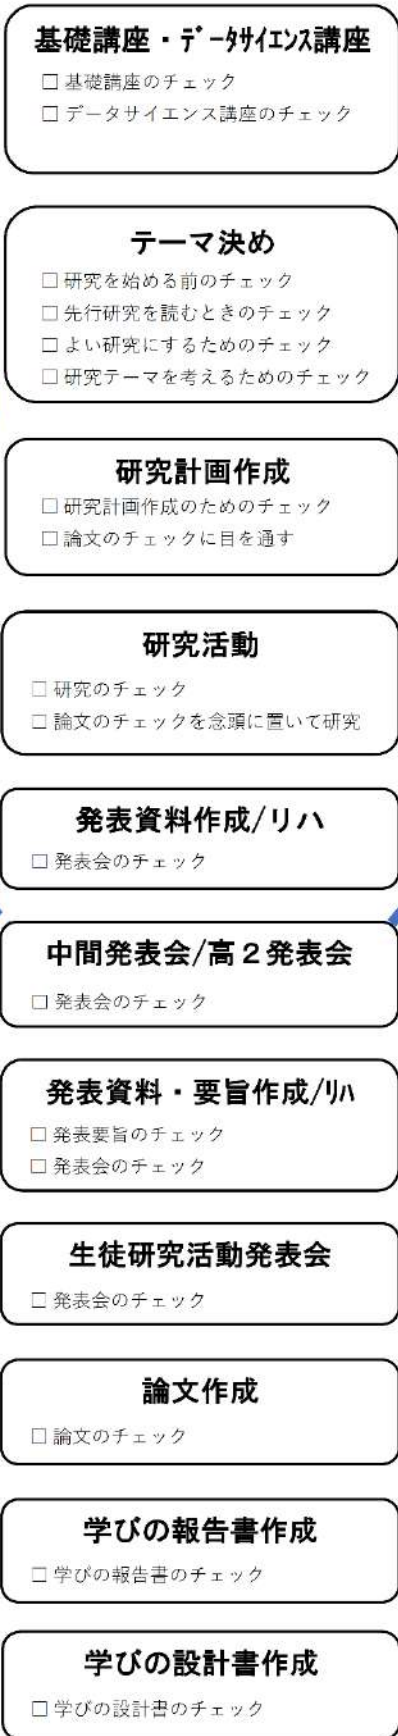 基礎講座・ﾃﾞｰﾀｻｲｴﾝｽ講座
□ 基礎講座のチェック
□ データサイエンス講座のチェック
テーマ決め
□ 研究を始める前のチェック
□ 先行研究を読むときのチェック
□ よい研究にするためのチェック
□ 研究テーマを考えるためのチェック
研究計画作成
□ 研究計画作成のためのチェック
□ 論文のチェックに目を通す
研究活動
□ 研究のチェック
□ 論文のチェックを念頭に置いて研究
発表資料作成/リハ
□ 発表会のチェック
中間発表会/高２発表会
□ 発表会のチェック
発表資料・要旨作成/ﾘﾊ
□ 発表要旨のチェック
□ 発表会のチェック
生徒研究活動発表会
□ 発表会のチェック
論文作成
□ 論文のチェック
学びの報告書作成
□ 学びの報告書のチェック
学びの設計書作成
□ 学びの設計書のチェック